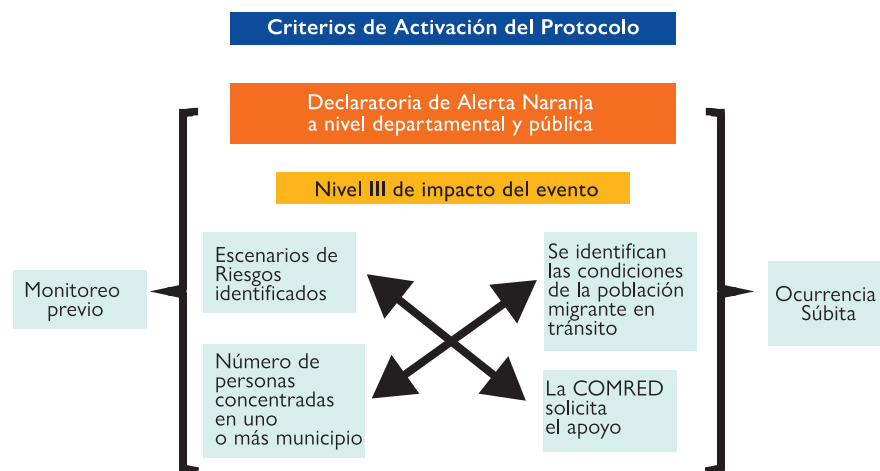 Criterios de Activación del Protocolo
Declaratoria de Alerta Naranja
a nivel departamental y pública
Nivel III de impacto del evento
Monitoreo
previo
Escenarios de
Riesgos
identificados
Número de
personas
concentradas
en uno
o más municipio
Se identifican
las condiciones
de la población
migrante en
tránsito
La COMRED
solicita
el apoyo
Ocurrencia
Súbita